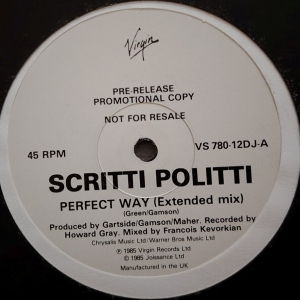 Virgin
PRE-RELEASE
PROMOTIONAL COPY
NOT FOR RESALE
45 RPM
VS 780-12DJ-A
SCRITTI POLITTI
PERFECT WAY (Extended mix)
(Green/Gamson)
Produced by Gartside/Gamson/Maher. Recorded by
Howard Gray. Mixed by Francois Kevorkian.
Chrysalis Music Ltd/Warner Bros Music Ltd
℗ 1985 Virgin Records Ltd
© 1985 Jouissance Ltd
Manufactured in the UK